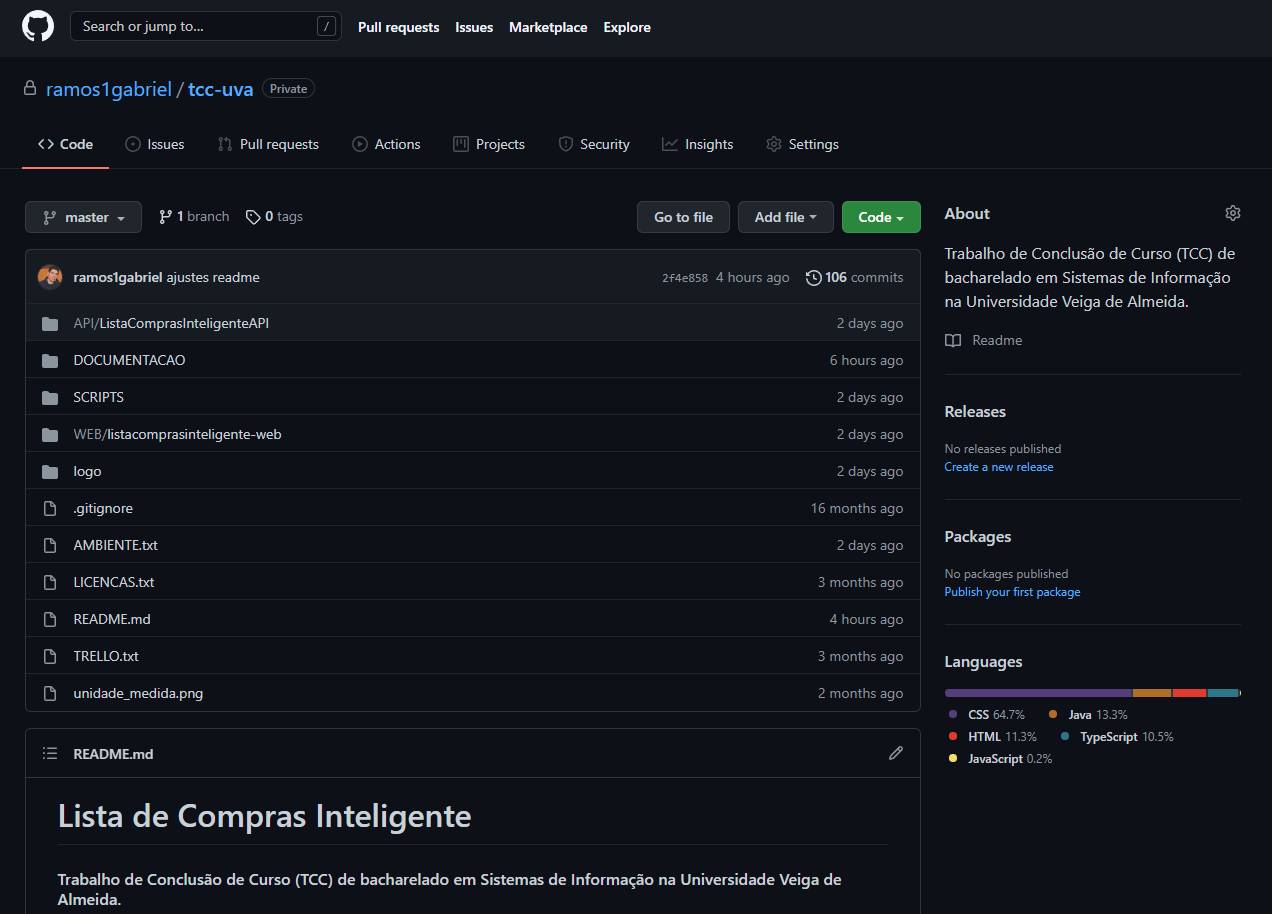 Search or jump to... /
Pull requests Issues Marketplace Explore
ramos1gabriel / tcc-uva Private
Code Issues Pull requests Actions Projects Security Insights Settings
master 1 branch 0 tags Go to file Add file Code
ramos1gabriel ajustes readme 2f4e858 4 hours ago 106 commits
API/ListaComprasInteligenteAPI 2 days ago
DOCUMENTACAO 6 hours ago
SCRIPTS 2 days ago
WEB/listacomprasinteligente-web 2 days ago
logo 2 days ago
.gitignore 16 months ago
AMBIENTE.txt 2 days ago
LICENCAS.txt 3 months ago
README.md 4 hours ago
TRELLO.txt 3 months ago
unidade_medida.png 2 months ago
README.md
Lista de Compras Inteligente
Trabalho de Conclusão de Curso (TCC) de bacharelado em Sistemas de Informação na Universidade Veiga de
Almeida.
About
Trabalho de Conclusão de Curso (TCC) de
bacharelado em Sistemas de Informação
na Universidade Veiga de Almeida.
Readme
Releases
No releases published
Create a new release
Packages
No packages published
Publish your first package
Languages
CSS 64.7% Java 13.3%
HTML 11.3% TypeScript 10.5%
JavaScript 0.2%